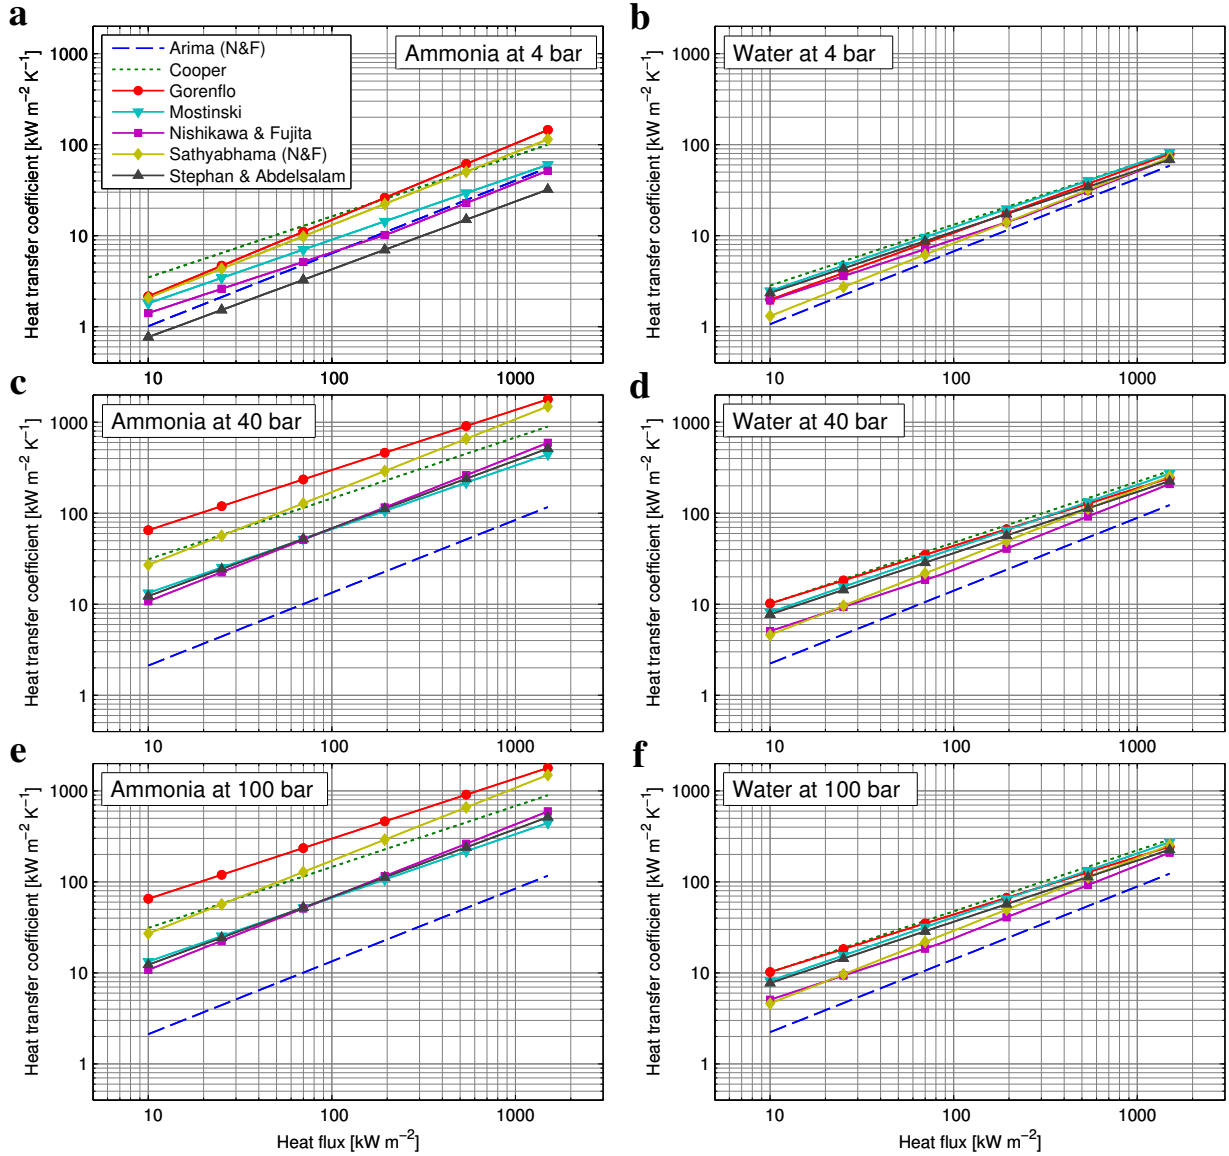 a
Heat transfer coefficient [kW m⁻² K⁻¹]
1000
100
10
1
Arima (N&F)
Cooper
Gorenflo
Mostinski
Nishikawa & Fujita
Sathyabhama (N&F)
Stephan & Abdelsalam
Ammonia at 4 bar
10 100 1000
b
Heat transfer coefficient [kW m⁻² K⁻¹]
1000
100
10
1
Water at 4 bar
10 100 1000
c
Heat transfer coefficient [kW m⁻² K⁻¹]
1000
100
10
1
Ammonia at 40 bar
10 100 1000
d
Heat transfer coefficient [kW m⁻² K⁻¹]
1000
100
10
1
Water at 40 bar
10 100 1000
e
Heat transfer coefficient [kW m⁻² K⁻¹]
1000
100
10
1
Ammonia at 100 bar
10 100 1000
Heat flux [kW m⁻²]
f
Heat transfer coefficient [kW m⁻² K⁻¹]
1000
100
10
1
Water at 100 bar
10 100 1000
Heat flux [kW m⁻²]